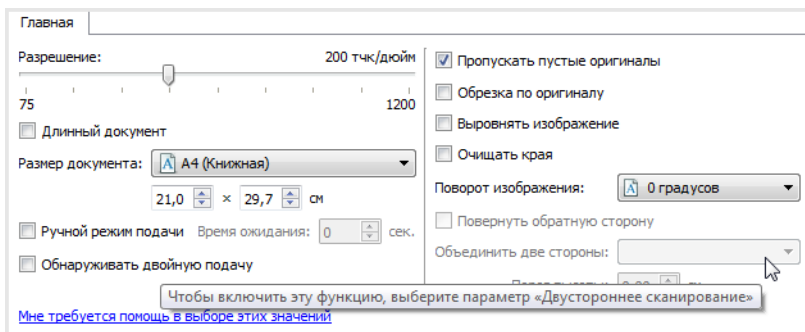 Главная
Разрешение: 200 тчк/дюйм
75 1200
Длинный документ
Размер документа: A4 (Книжная)
21,0 × 29,7 см
Ручной режим подачи Время ожидания: 0 сек.
Обнаруживать двойную подачу
Мне требуется помощь в выборе этих значений
Пропускать пустые оригиналы
Обрезка по оригиналу
Выровнять изображение
Очищать края
Поворот изображения: 0 градусов
Повернуть обратную сторону
Объединить две стороны:
Чтобы включить эту функцию, выберите параметр «Двустороннее сканирование»